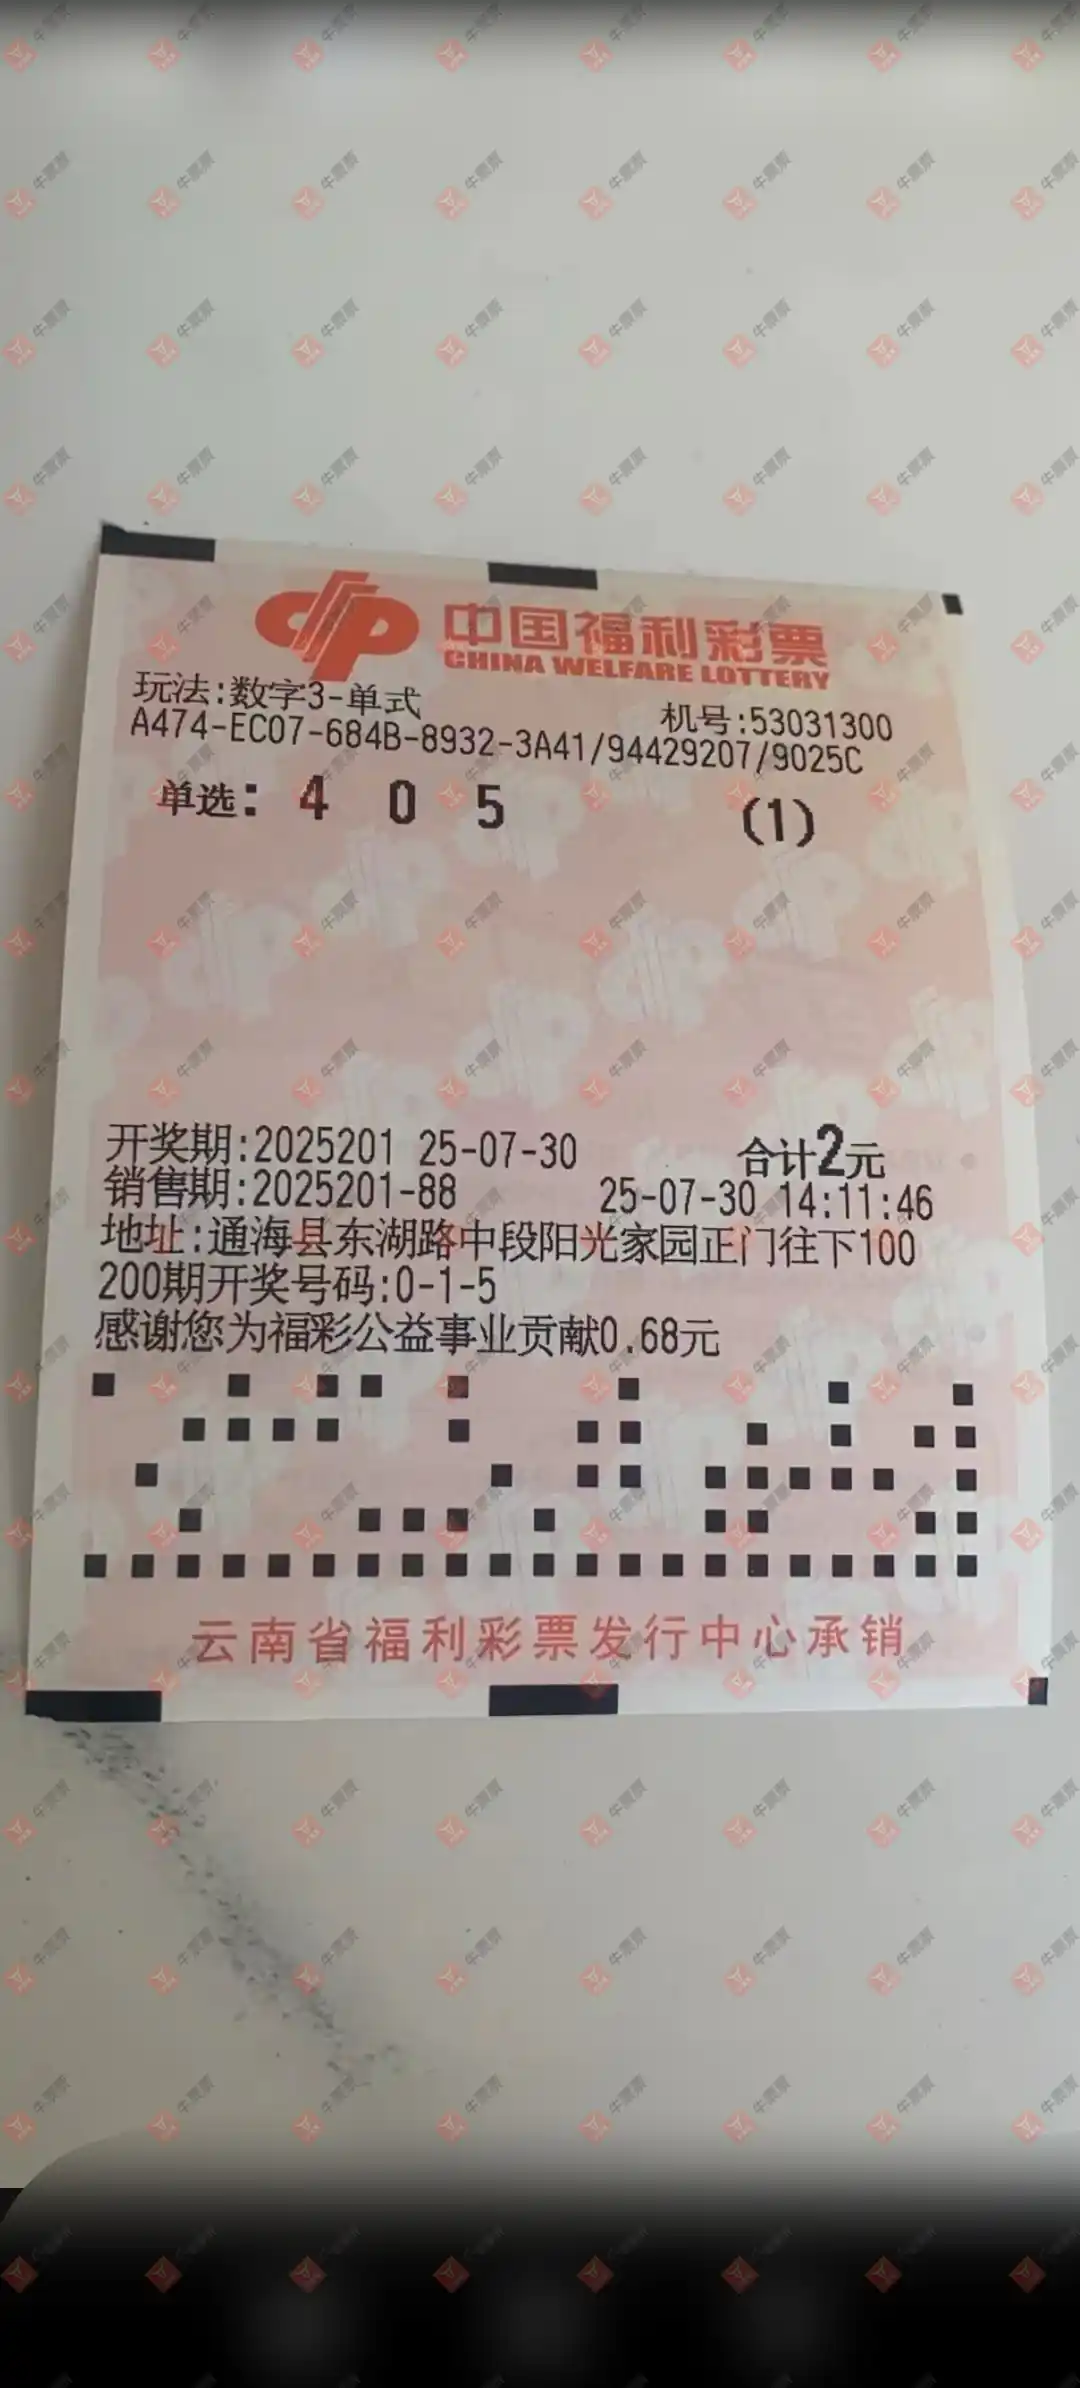 中国福利彩票
CHINA WELFARE LOTTERY
玩法:数字3-单式 机号:53031300
A474-EC07-684B-8932-3A41/94429207/9025C
单选: 4 0 5 (1)
开奖期:2025201 25-07-30 合计2元
销售期:2025201-88 25-07-30 14:11:46
地址:通海县东湖路中段阳光家园正门往下100
200期开奖号码:0-1-5
感谢您为福彩公益事业贡献0.68元
云南省福利彩票发行中心承销
牛票票